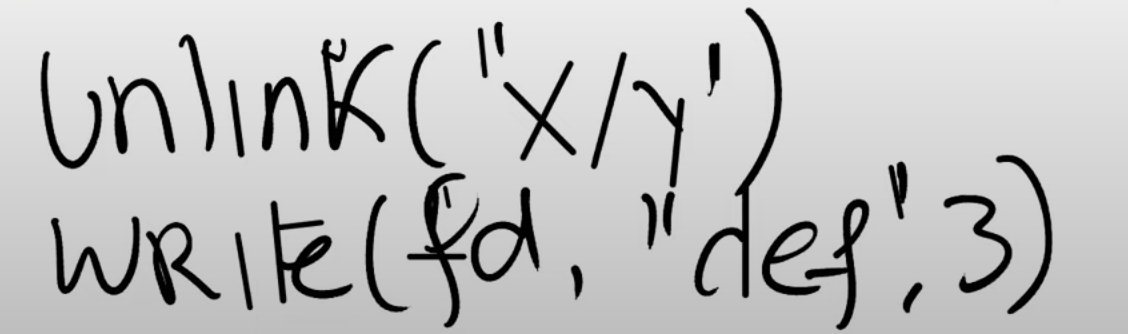 unlink("x/y')
write(fd, "def", 3)